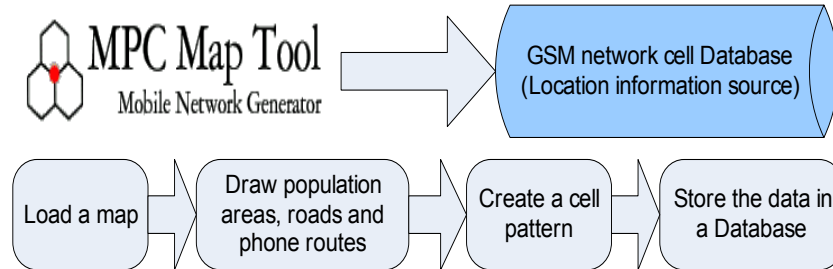 MPC Map Tool
Mobile Network Generator
GSM network cell Database
(Location information source)
Load a map
Draw population
areas, roads and
phone routes
Create a cell
pattern
Store the data in
a Database